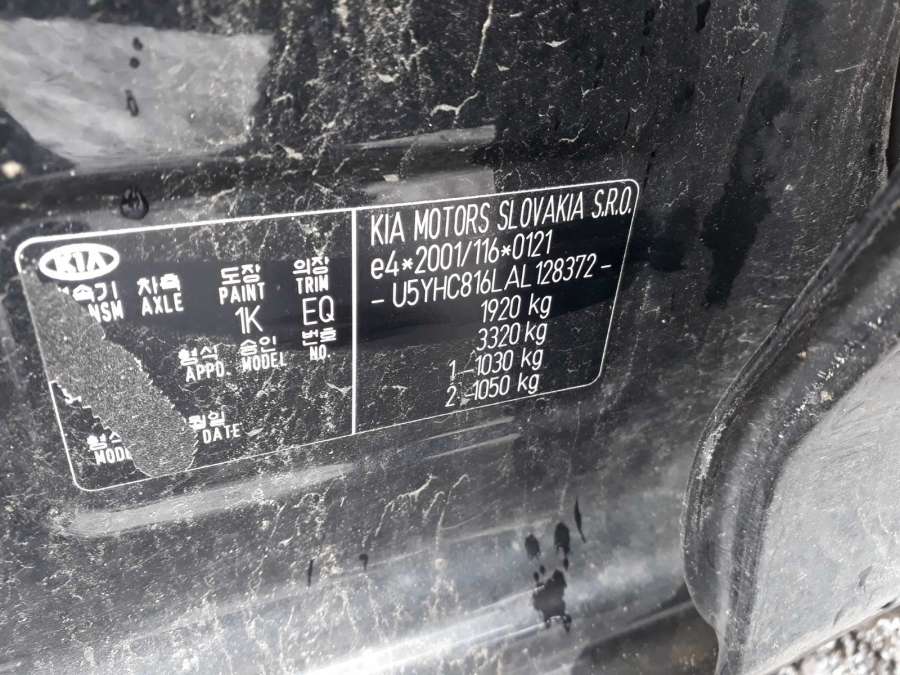 KIA
차축 도장 의장
AXLE PAINT TRIM
1K EQ
형식 승인 번호
APPD. MODEL NO.
DATE
KIA MOTORS SLOVAKIA S.R.O.
e4*2001/116*0121
- U5YHC816LAL128372 -
1920 kg
3320 kg
1 -1030 kg
2 -1050 kg